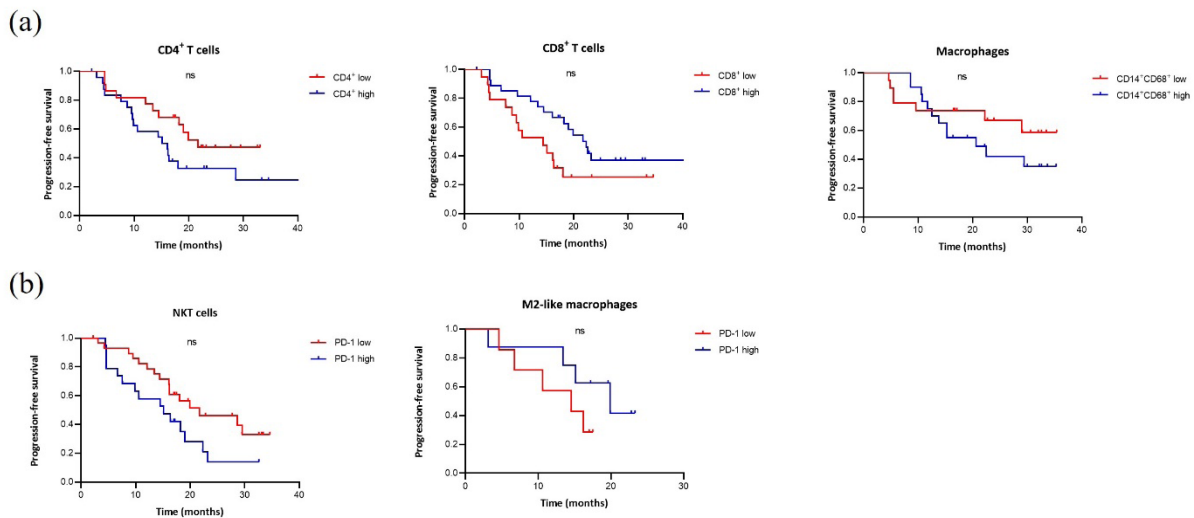 (a)
CD4⁺ T cells
ns
CD4⁺ low
CD4⁺ high
Progression-free survival
1.0
0.8
0.6
0.4
0.2
0.0
0
10
20
30
40
Time (months)
CD8⁺ T cells
ns
CD8⁺ low
CD8⁺ high
Progression-free survival
1.0
0.8
0.6
0.4
0.2
0.0
0
10
20
30
40
Time (months)
Macrophages
ns
CD14⁺CD68⁺ low
CD14⁺CD68⁺ high
Progression-free survival
1.0
0.8
0.6
0.4
0.2
0.0
0
10
20
30
40
Time (months)
(b)
NKT cells
ns
PD-1 low
PD-1 high
Progression-free survival
1.0
0.8
0.6
0.4
0.2
0.0
0
10
20
30
40
Time (months)
M2-like macrophages
ns
PD-1 low
PD-1 high
Progression-free survival
1.0
0.8
0.6
0.4
0.2
0.0
0
10
20
30
Time (months)